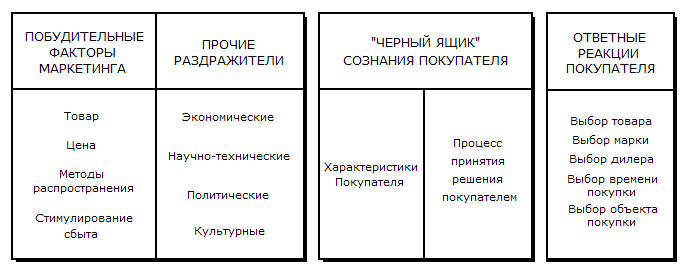 ПОБУДИТЕЛЬНЫЕ
ФАКТОРЫ
МАРКЕТИНГА
Товар
Цена
Методы
распространения
Стимулирование
сбыта
ПРОЧИЕ
РАЗДРАЖИТЕЛИ
Экономические
Научно-технические
Политические
Культурные
"ЧЕРНЫЙ ЯЩИК"
СОЗНАНИЯ ПОКУПАТЕЛЯ
Характеристики
Покупателя
Процесс
принятия
решения
покупателем
ОТВЕТНЫЕ
РЕАКЦИИ
ПОКУПАТЕЛЯ
Выбор товара
Выбор марки
Выбор дилера
Выбор времени
покупки
Выбор объекта
покупки